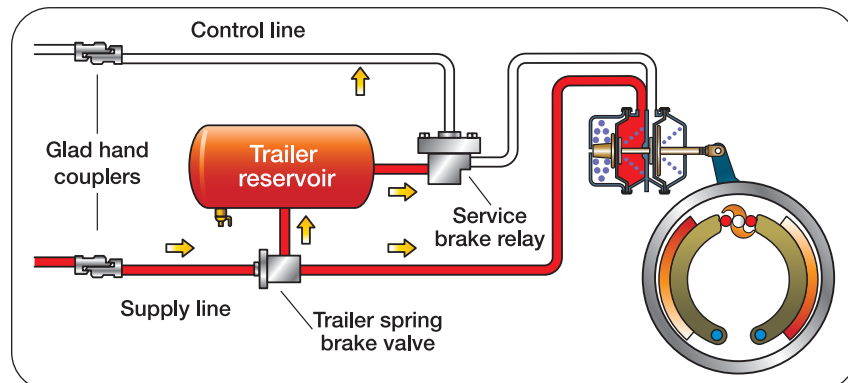 Control line
Glad hand
couplers
Trailer
reservoir
Service
brake relay
Supply line
Trailer spring
brake valve